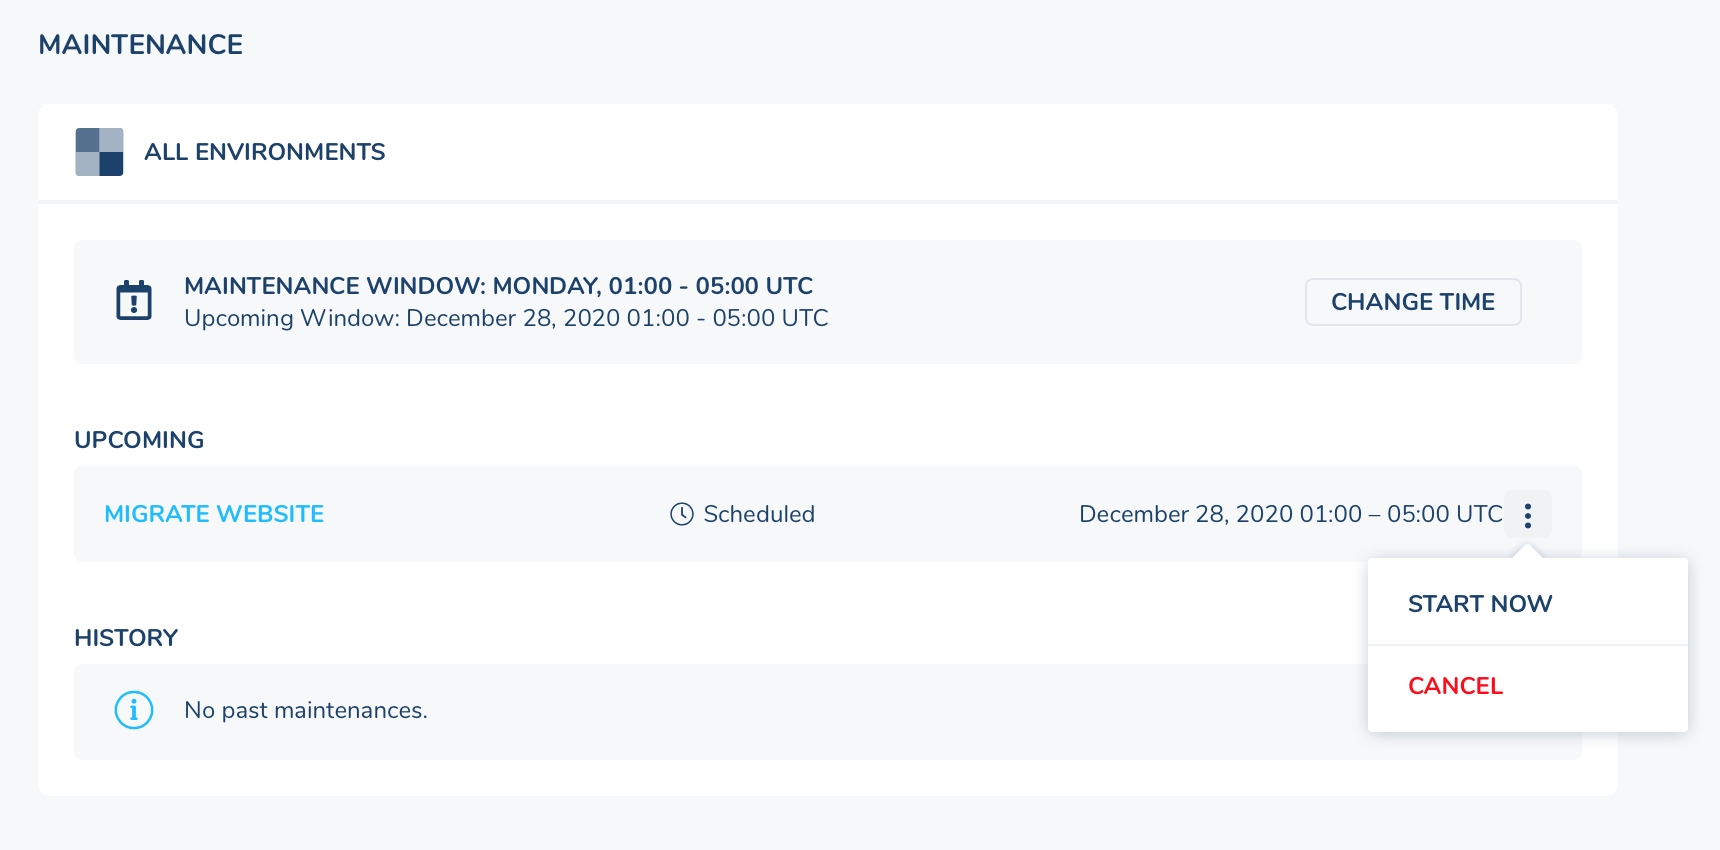 MAINTENANCE
ALL ENVIRONMENTS
MAINTENANCE WINDOW: MONDAY, 01:00 - 05:00 UTC
Upcoming Window: December 28, 2020 01:00 - 05:00 UTC
CHANGE TIME
UPCOMING
MIGRATE WEBSITE
Scheduled
December 28, 2020 01:00 – 05:00 UTC
START NOW
CANCEL
HISTORY
No past maintenances.